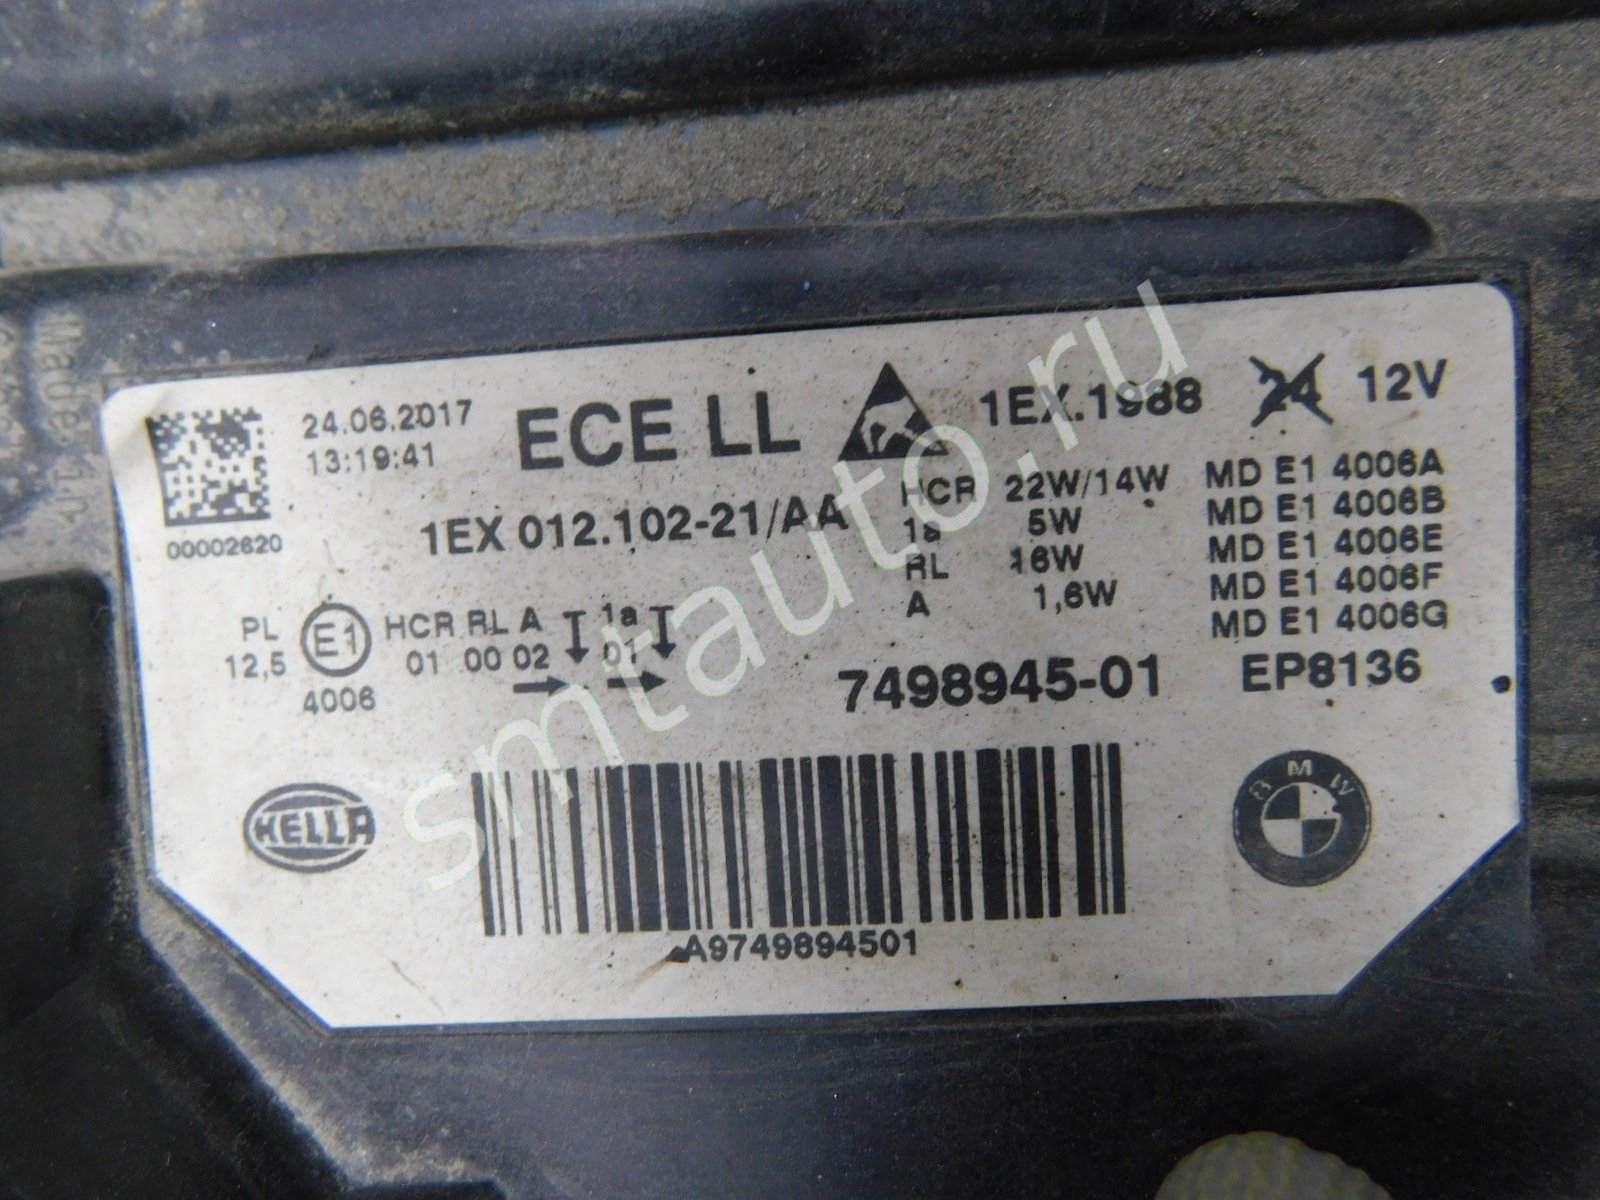 24.06.2017
13:19:41
ECE LL
1EX.1988 24 12V
00002620
1EX 012.102-21/AA
HCR 22W/14W
1a 5W
RL 16W
A 1,6W
MD E1 4006A
MD E1 4006B
MD E1 4006E
MD E1 4006F
MD E1 4006G
PL
12,5
E1
4006
HCR RL A 1a
01 00 02 01
7498945-01 EP8136
HELLA
BMW
A9749894501
smtauto.ru
Made in